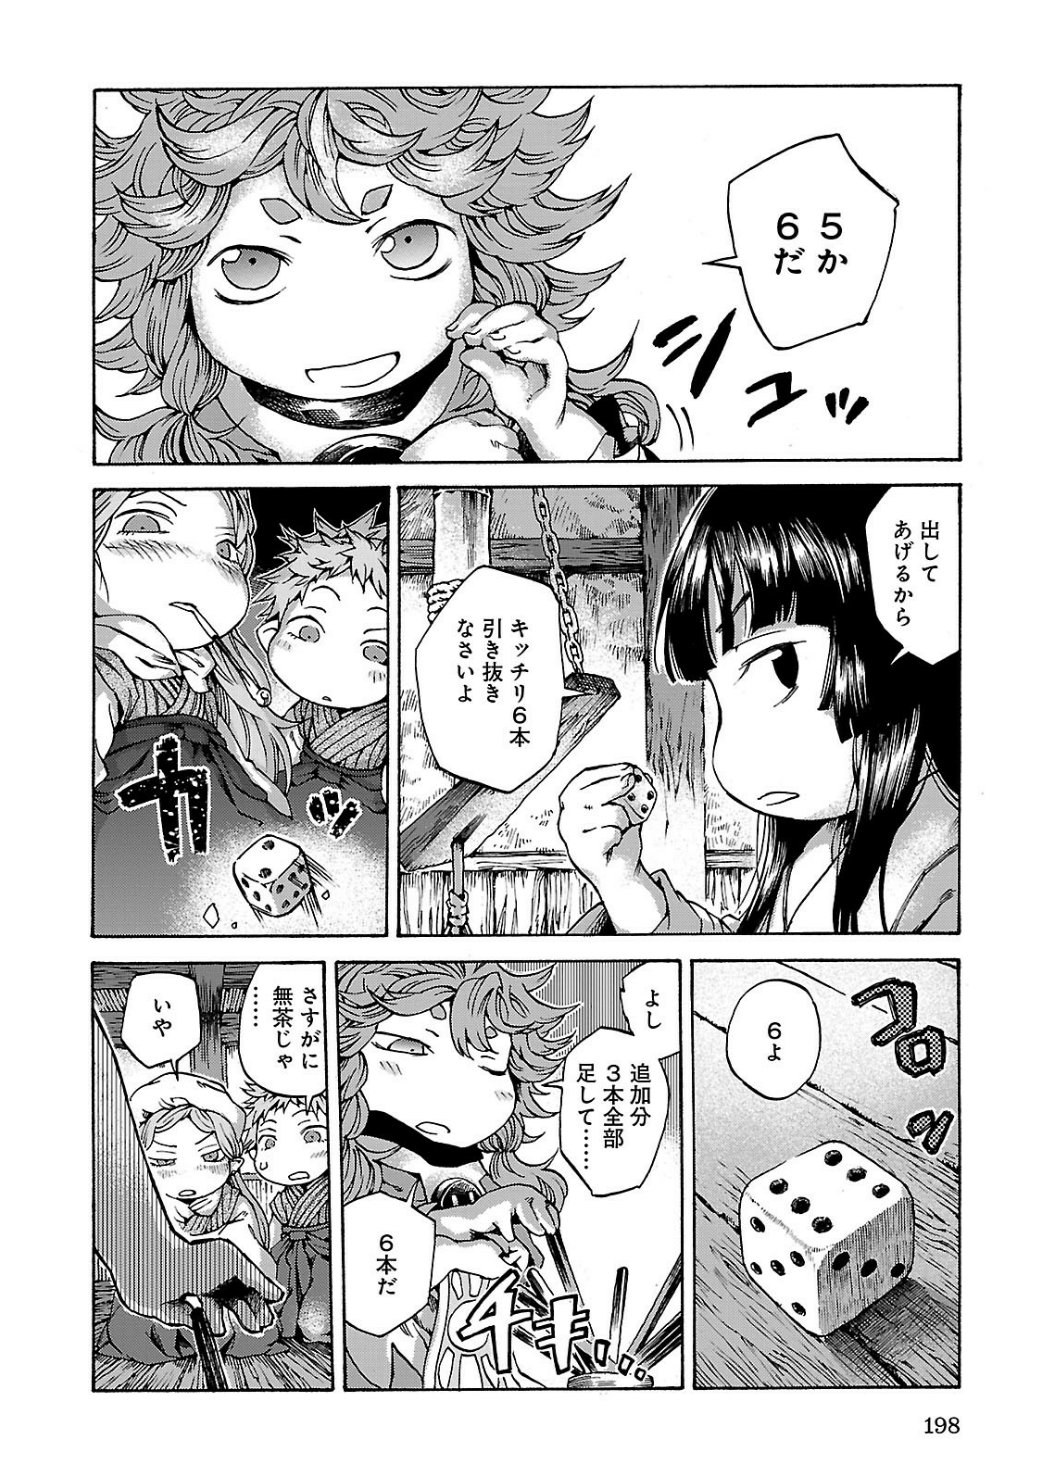 ５か
６だ
シュッ
出して
あげるから
キッチリ６本
引き抜き
なさいよ
カッ
コロ
ン
６よ
よし
追加分
３本全部
足して……
６本だ
チキ…
さすがに
無茶じゃ
……
いや
198